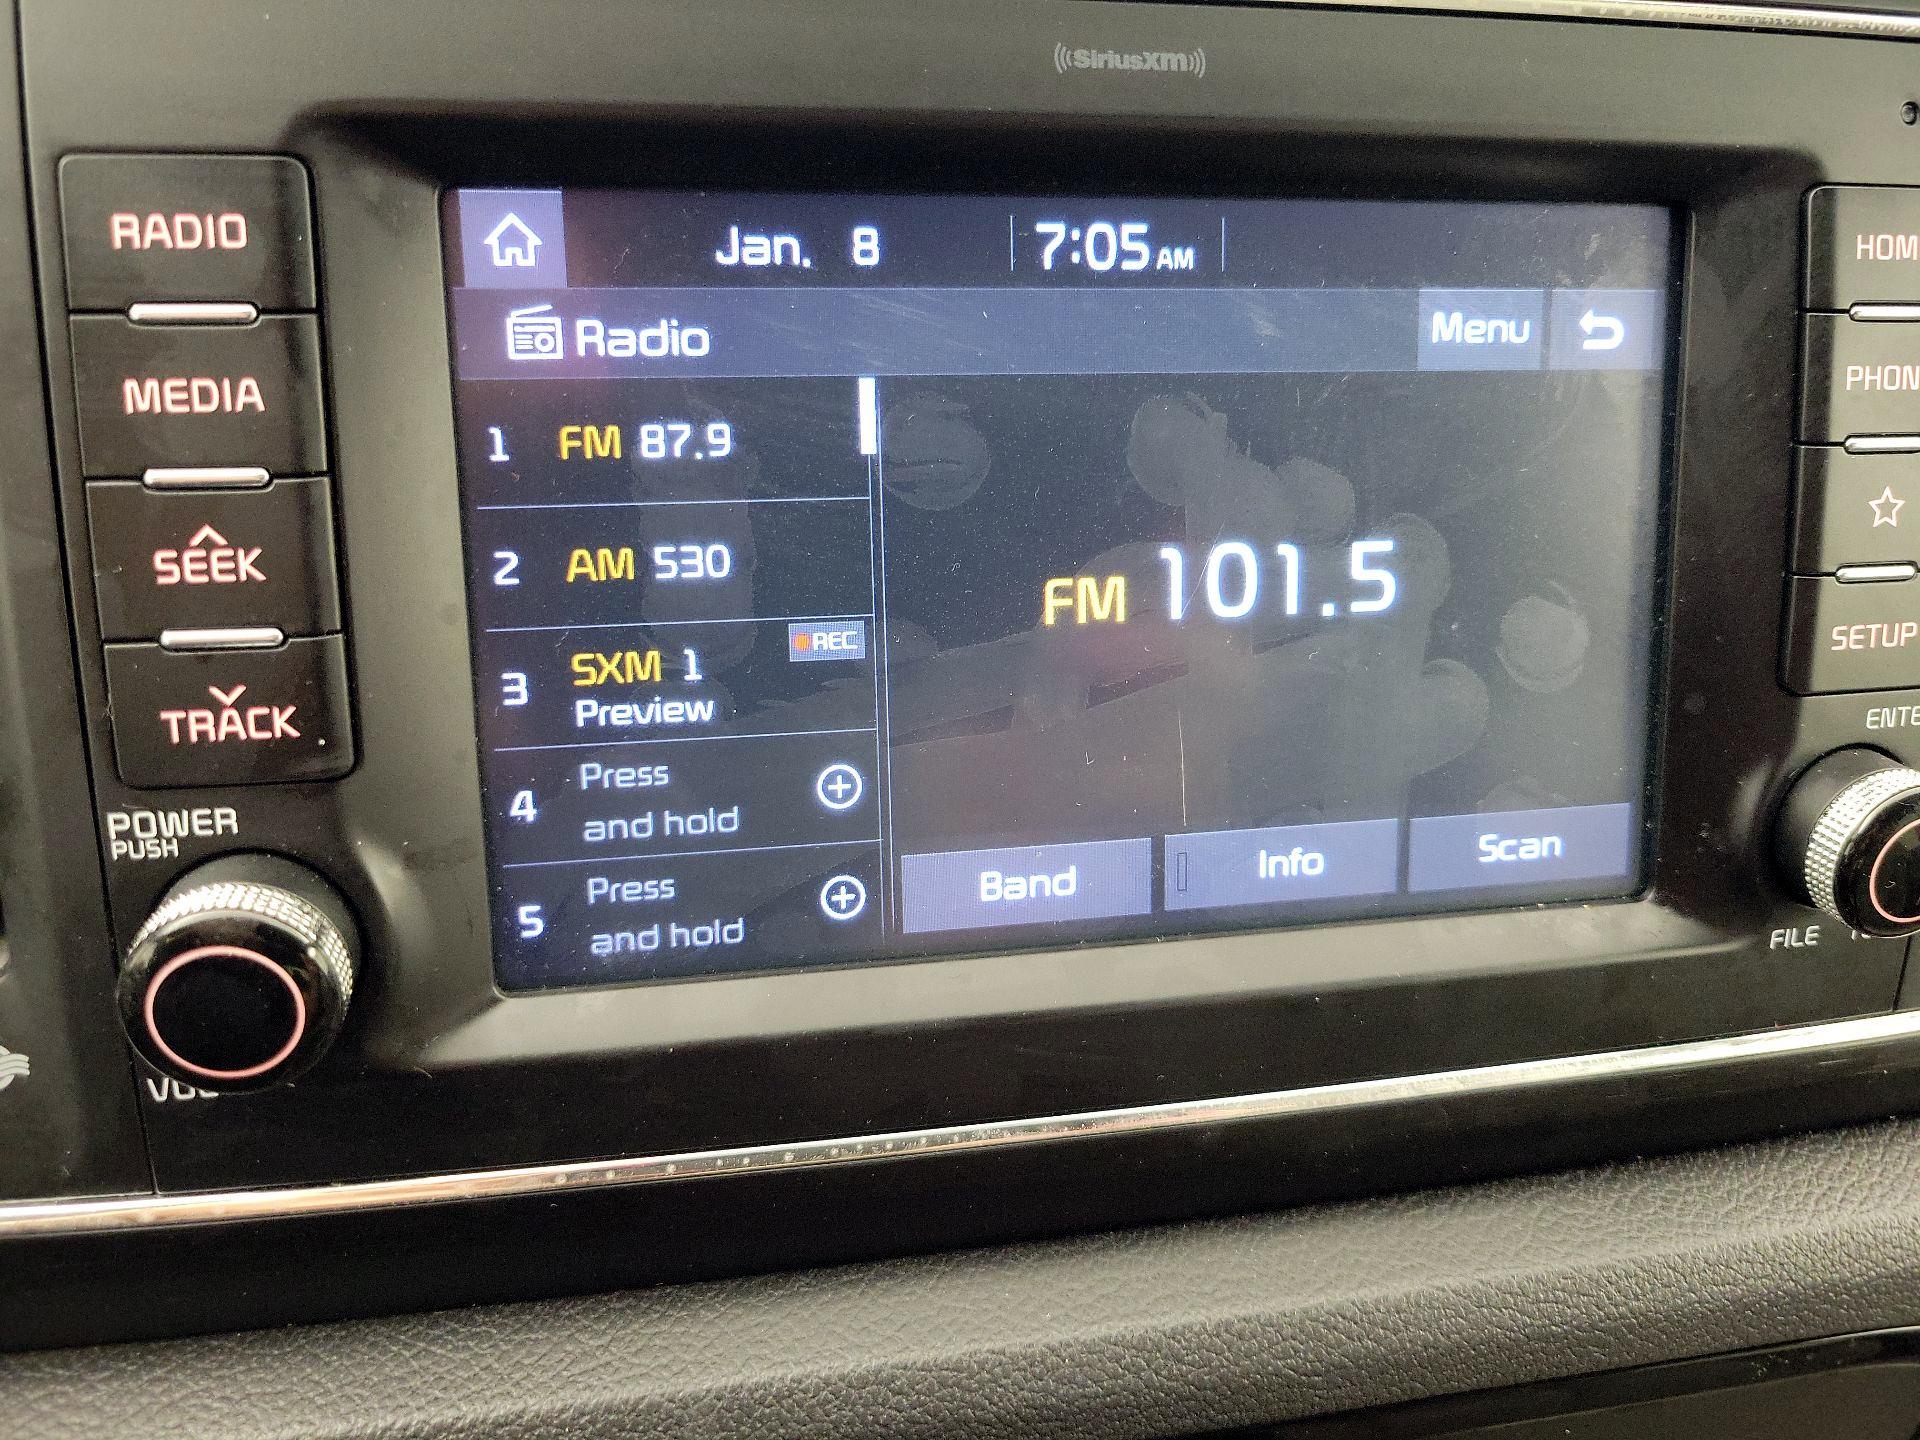 SiriusXM
RADIO
MEDIA
SEEK
TRACK
POWER
PUSH
Jan. 8
7:05 AM
Radio
Menu
1 FM 87.9
2 AM 530
3 SXM 1
REC
Preview
4 Press
and hold
5 Press
and hold
FM 101.5
Band
Info
Scan
HOM
PHON
SETUP
ENTE
FILE